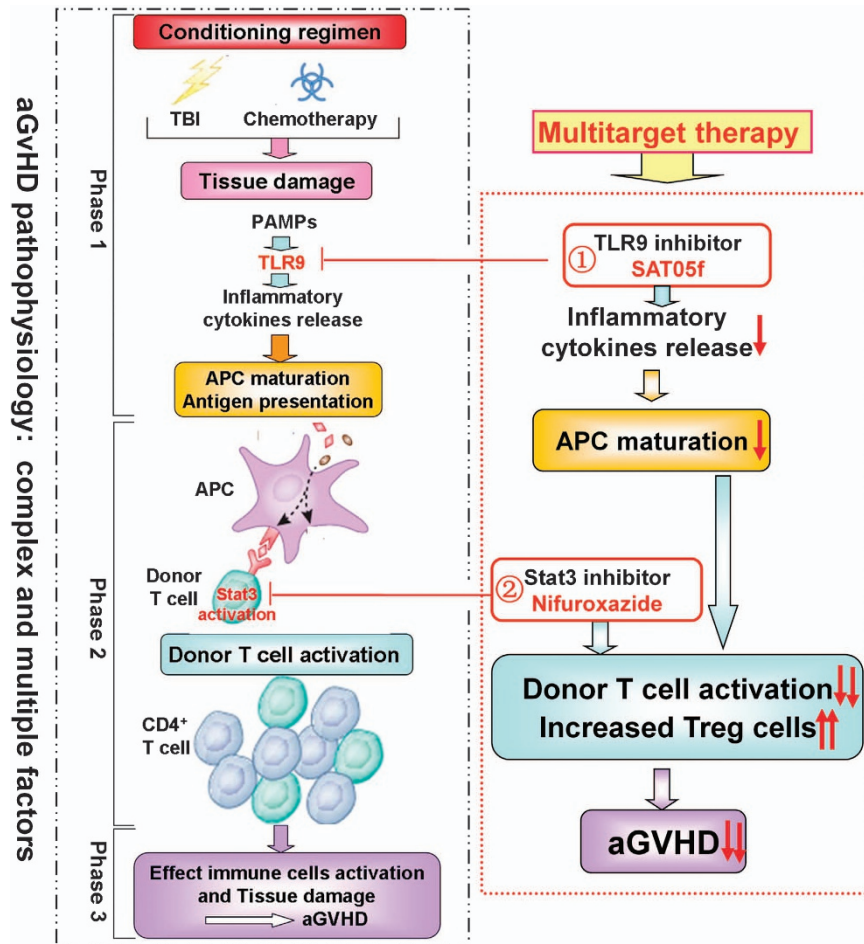 aGvHD pathophysiology: complex and multiple factors
Phase 1
Conditioning regimen
TBI
Chemotherapy
Tissue damage
PAMPs
TLR9
Inflammatory
cytokines release
APC maturation
Antigen presentation
Phase 2
APC
Donor
T cell
Stat3
activation
Donor T cell activation
CD4⁺
T cell
Phase 3
Effect immune cells activation
and Tissue damage
aGVHD
Multitarget therapy
① TLR9 inhibitor
SAT05f
Inflammatory
cytokines release
APC maturation
② Stat3 inhibitor
Nifuroxazide
Donor T cell activation
Increased Treg cells
aGVHD